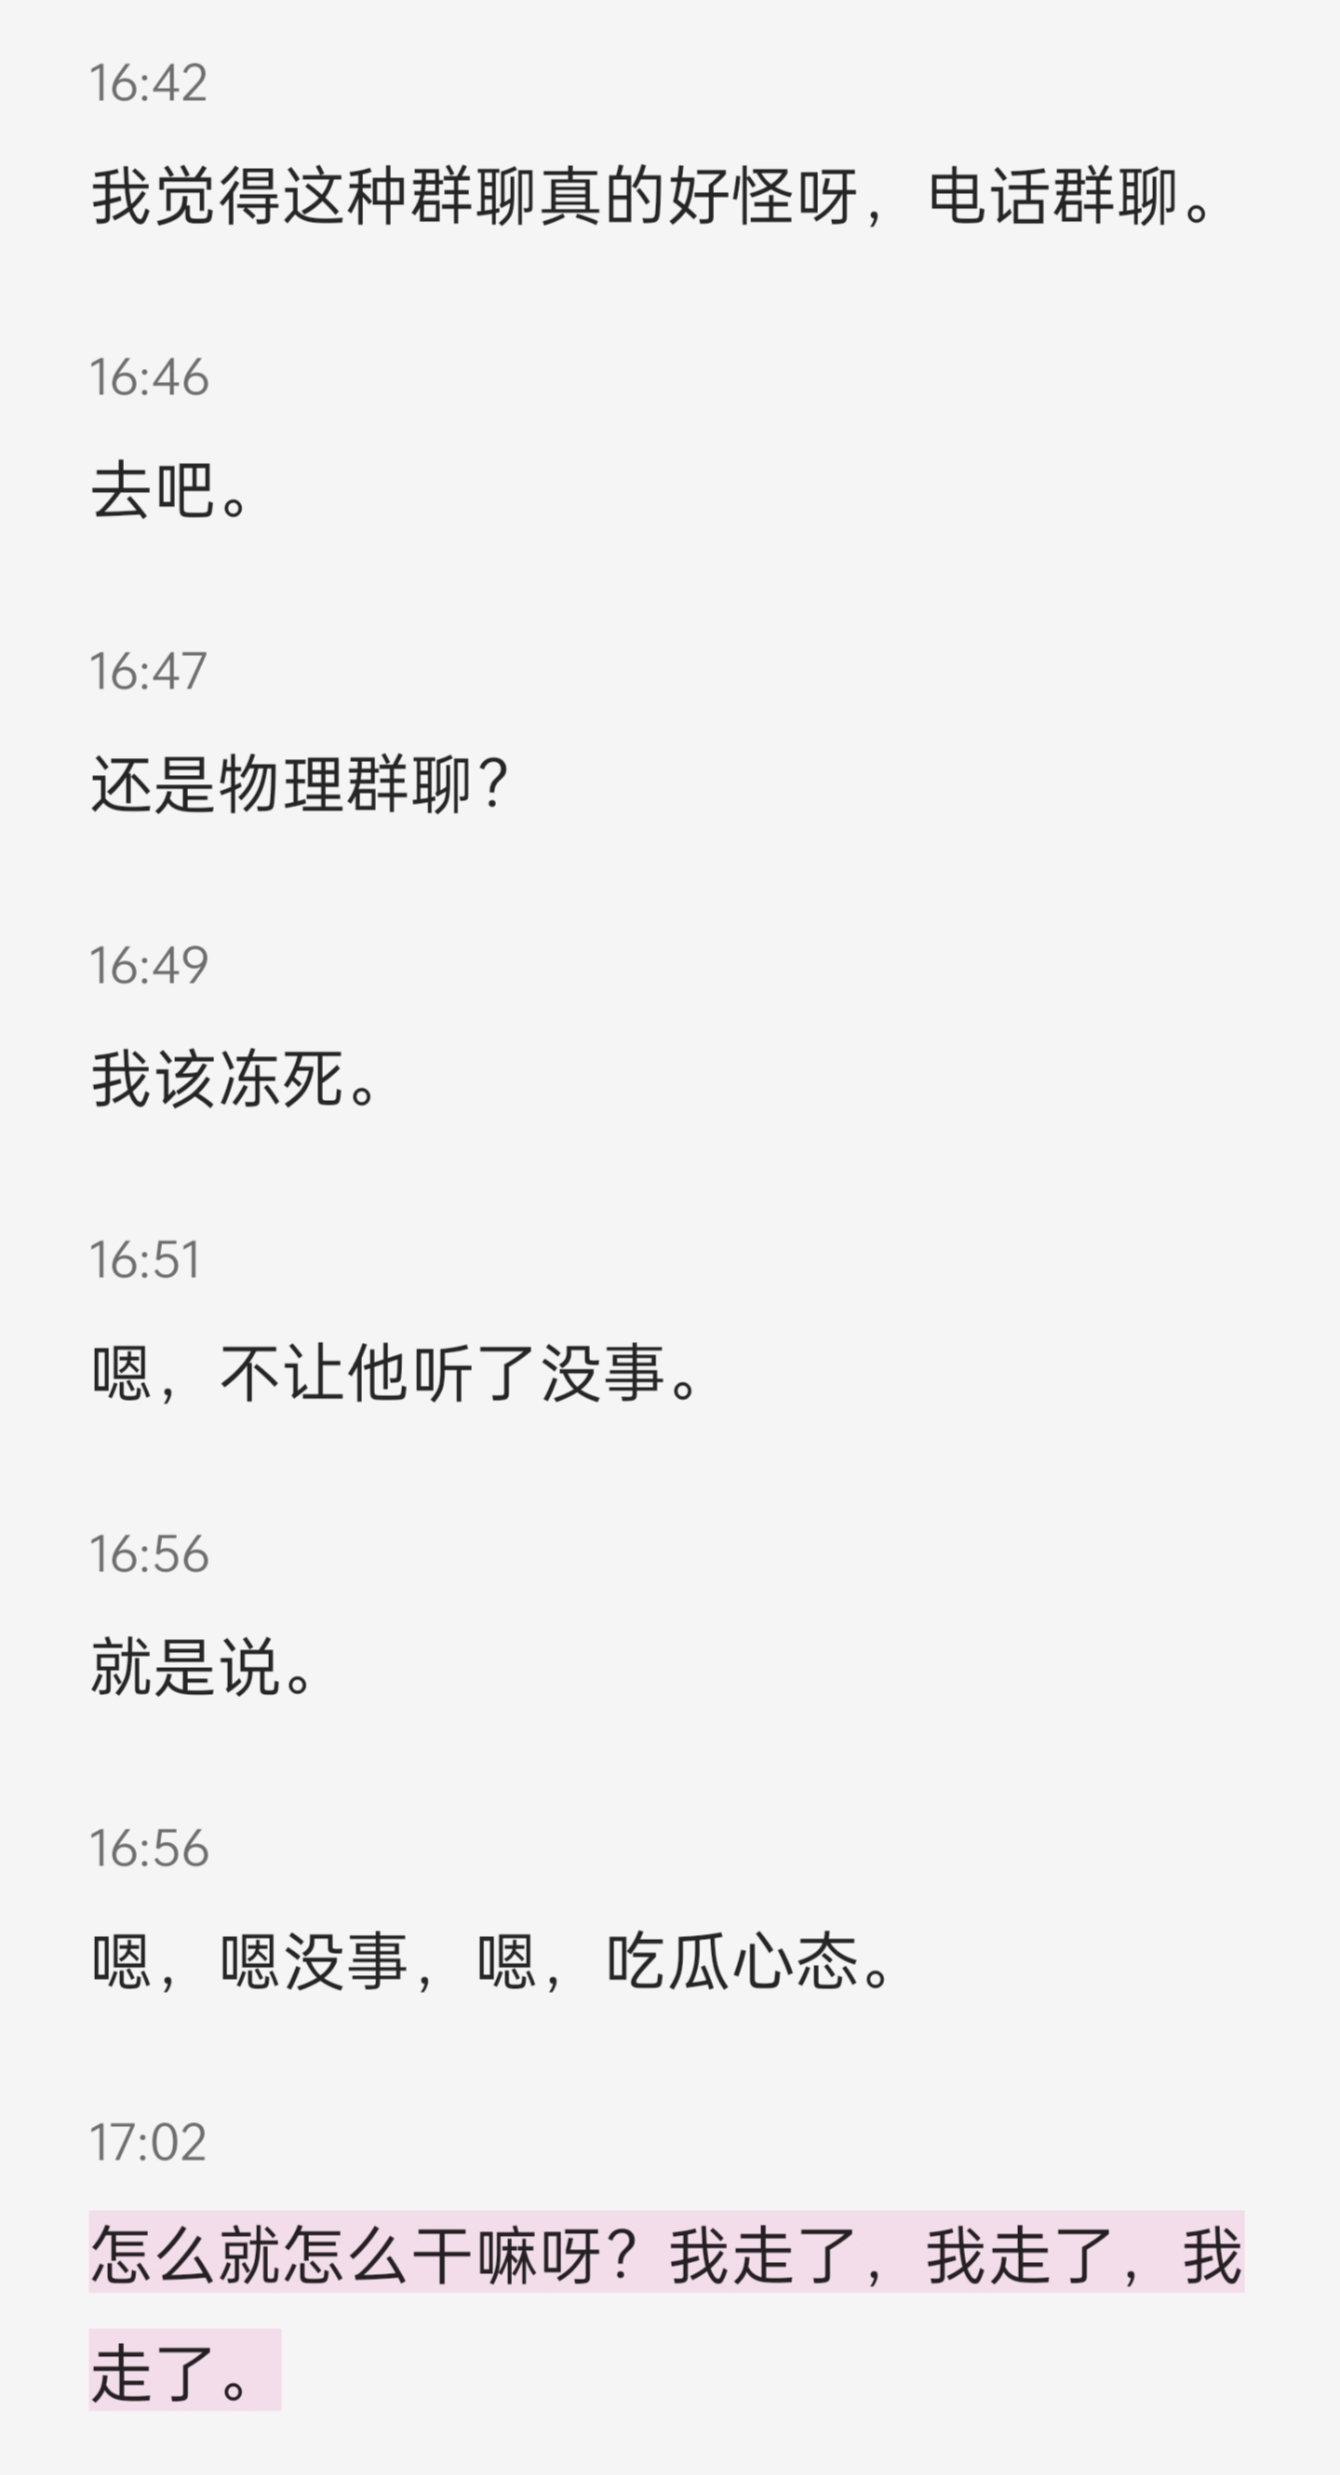 16:42
我觉得这种群聊真的好怪呀，电话群聊。
16:46
去吧。
16:47
还是物理群聊？
16:49
我该冻死。
16:51
嗯，不让他听了没事。
16:56
就是说。
16:56
嗯，嗯没事，嗯，吃瓜心态。
17:02
怎么就怎么干嘛呀？我走了，我走了，我
走了。